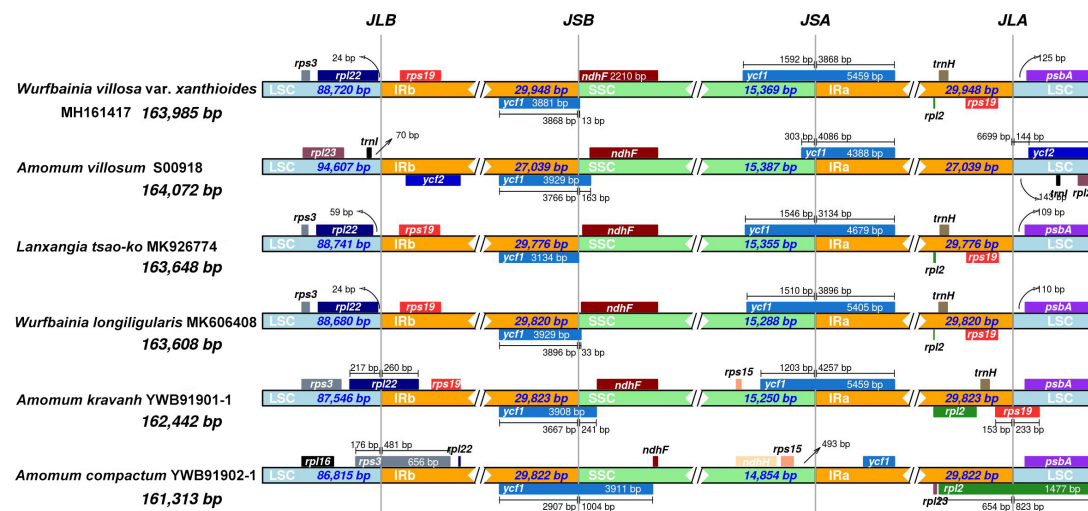 JLB JSB JSA JLA
rps3 24 bp 1592 bp 3868 bp trnH 125 bp
rpl22 rps19 ndhF 2210 bp ycf1 5459 bp psbA
Wurfbainia villosa var. xanthioides LSC 88,720 bp IRb 29,948 bp SSC 15,369 bp IRa 29,948 bp LSC
MH161417 163,985 bp ycf1 3881 bp rpl2 rps19
3868 bp 13 bp
trnI 70 bp 303 bp 4086 bp 6699 bp 144 bp
rpl23 ndhF ycf1 4388 bp ycf2
Amomum villosum S00918 LSC 94,607 bp IRb 27,039 bp SSC 15,387 bp IRa 27,039 bp LSC
164,072 bp ycf2 ycf1 3929 bp trnI
3766 bp 163 bp 143 bp
rps3 59 bp 1546 bp 3134 bp trnH 109 bp
rpl22 rps19 ndhF ycf1 4679 bp psbA
Lanxangia tsao-ko MK926774 LSC 88,741 bp IRb 29,776 bp SSC 15,355 bp IRa 29,776 bp LSC
163,648 bp ycf1 3134 bp rpl2 rps19
rps3 24 bp 1510 bp 3896 bp trnH 110 bp
rpl22 rps19 ndhF ycf1 5405 bp psbA
Wurfbainia longiligularis MK606408 LSC 88,680 bp IRb 29,820 bp SSC 15,288 bp IRa 29,820 bp LSC
163,608 bp ycf1 3929 bp rpl2 rps19
3896 bp 33 bp
217 bp 260 bp rps15 1203 bp 4257 bp trnH
rps3 rpl22 rps19 ndhF ycf1 5459 bp psbA
Amomum kravanh YWB91901-1 LSC 87,546 bp IRb 29,823 bp SSC 15,250 bp IRa 29,823 bp LSC
162,442 bp ycf1 3908 bp rpl2 rps19
3667 bp 241 bp 153 bp 233 bp
176 bp 481 bp rpl22 ndhF rps15 493 bp
rpl16 rps3 656 bp ndhH ycf1 psbA
Amomum compactum YWB91902-1 LSC 86,815 bp IRb 29,822 bp SSC 14,854 bp IRa 29,822 bp LSC
161,313 bp ycf1 3911 bp rpl2 1477 bp
2907 bp 1004 bp rpl23 654 bp 823 bp